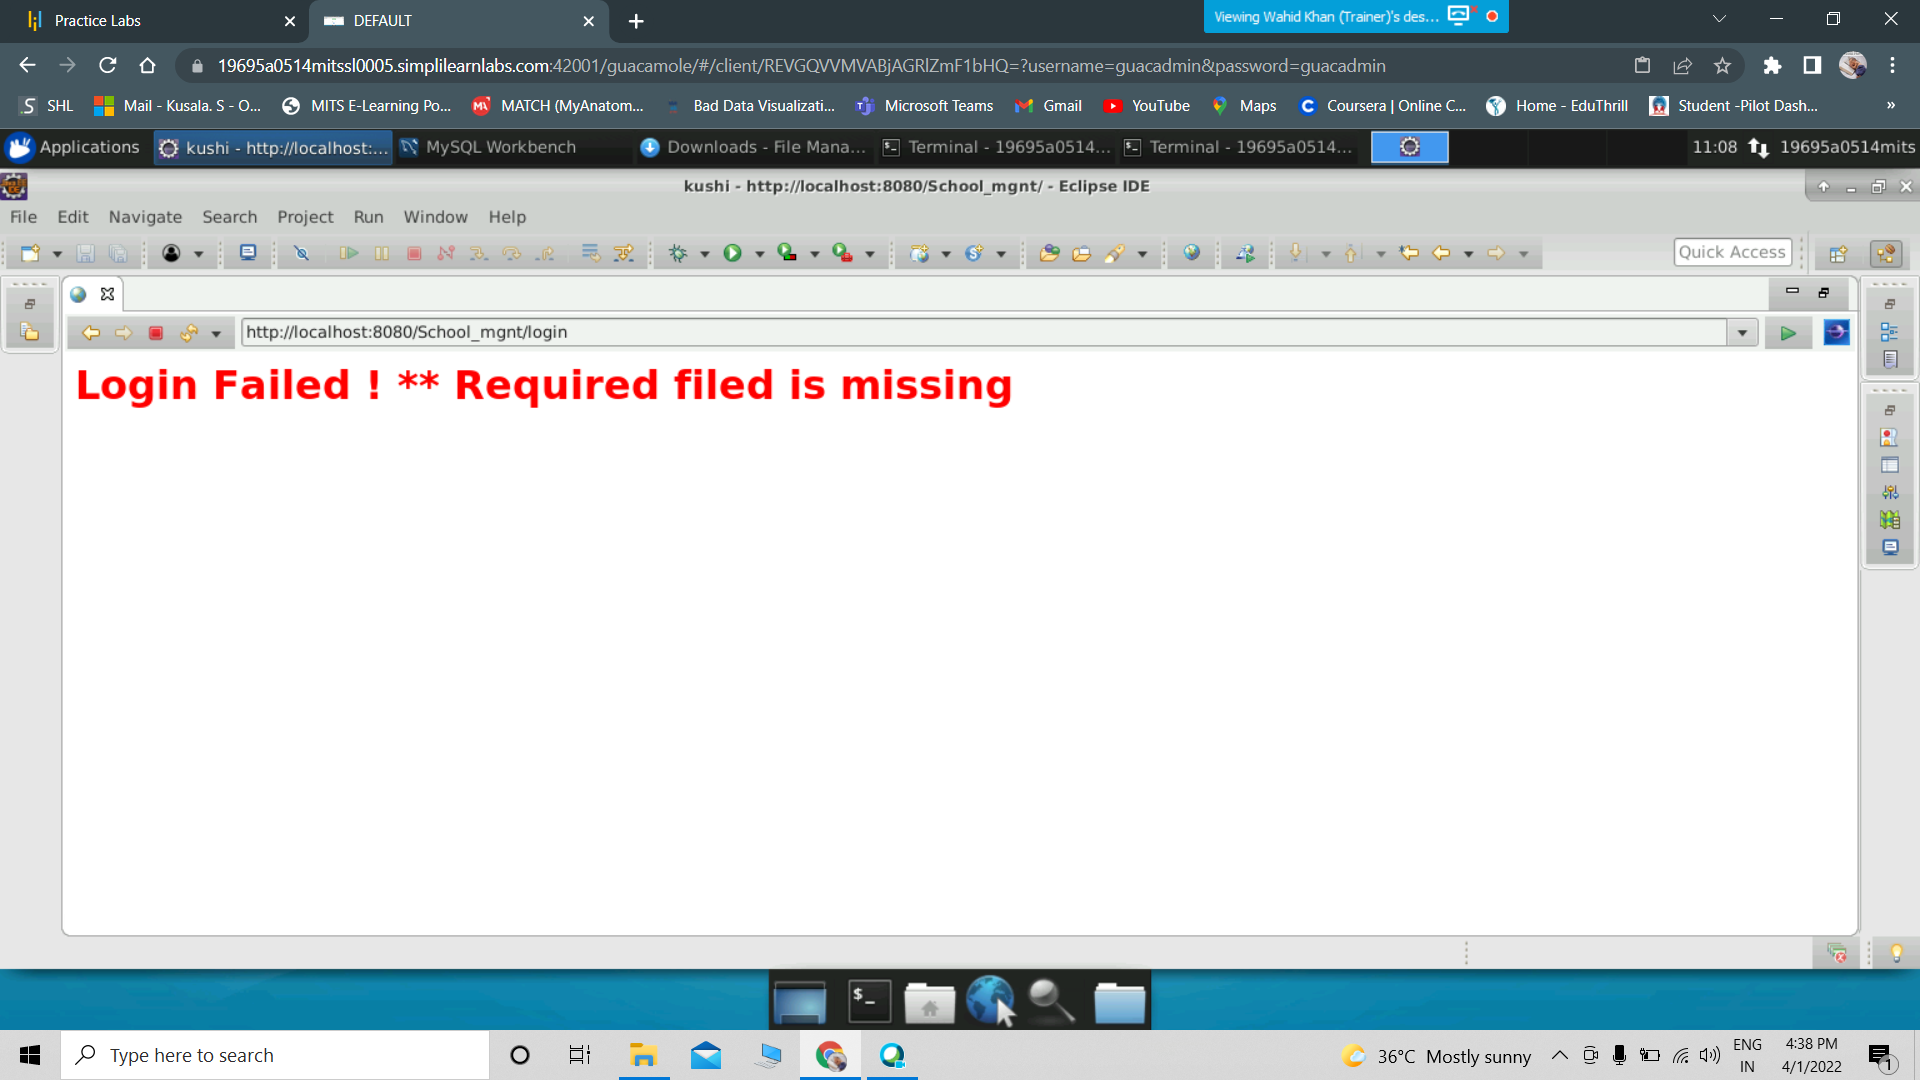 Practice Labs
DEFAULT
Viewing Wahid Khan (Trainer)'s des...
19695a0514mitssl0005.simplilearnlabs.com:42001/guacamole/#/client/REVGQVVMVABjAGRlZmF1bHQ=?username=guacadmin&password=guacadmin
SHL
Mail - Kusala. S - O...
MITS E-Learning Po...
MATCH (MyAnatom...
Bad Data Visualizati...
Microsoft Teams
Gmail
YouTube
Maps
Coursera | Online C...
Home - EduThrill
Student -Pilot Dash...
»
Applications
kushi - http://localhost:...
MySQL Workbench
Downloads - File Mana...
Terminal - 19695a0514...
Terminal - 19695a0514...
11:08
19695a0514mits
kushi - http://localhost:8080/School_mgnt/ - Eclipse IDE
File Edit Navigate Search Project Run Window Help
Quick Access
http://localhost:8080/School_mgnt/login
Login Failed ! ** Required filed is missing
Type here to search
36°C Mostly sunny
ENG
IN
4:38 PM
4/1/2022
1